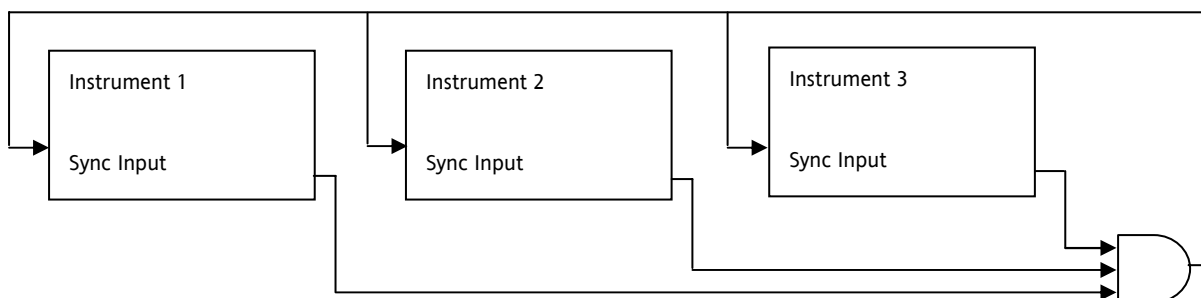 Instrument 1
Sync Input
Instrument 2
Sync Input
Instrument 3
Sync Input